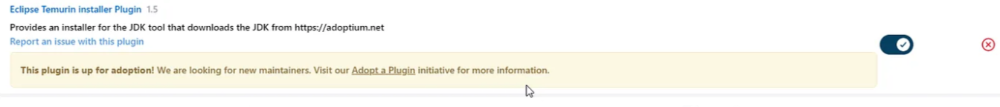 Eclipse Temurin installer Plugin 1.5
Provides an installer for the JDK tool that downloads the JDK from https://adoptium.net
Report an issue with this plugin
This plugin is up for adoption! We are looking for new maintainers. Visit our Adopt a Plugin initiative for more information.